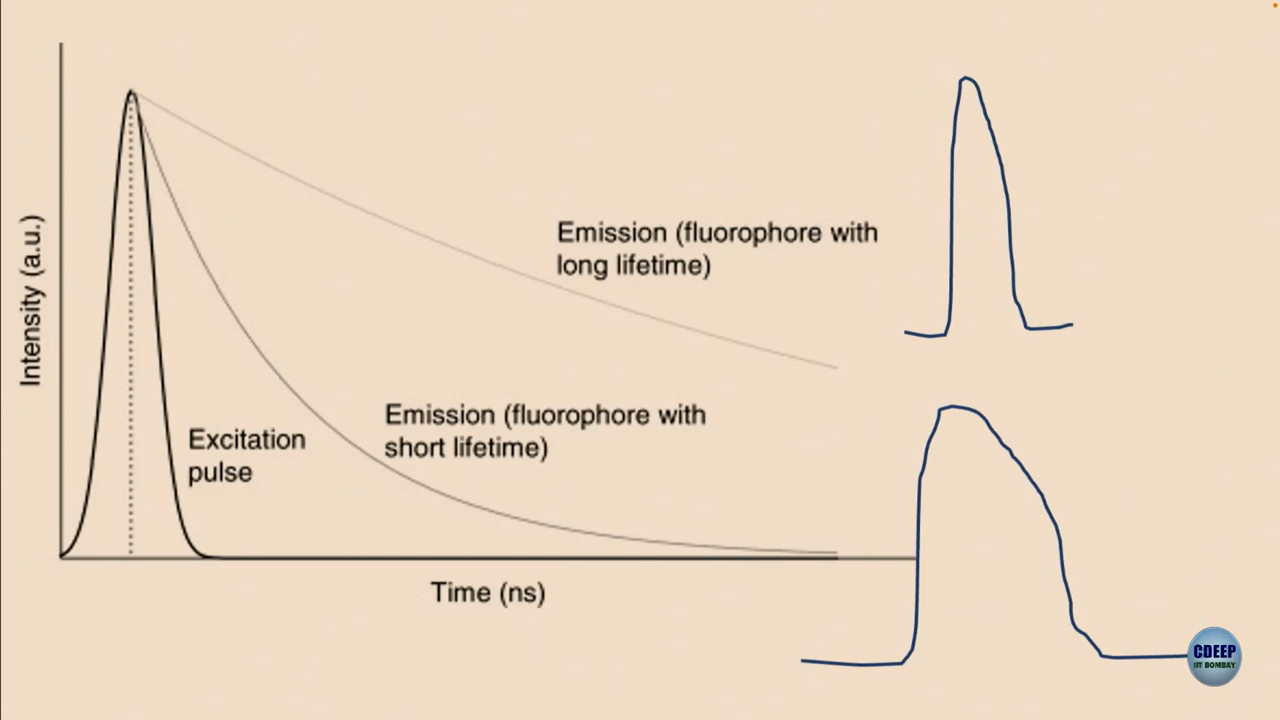 Intensity (a.u.)
Emission (fluorophore with
long lifetime)
Emission (fluorophore with
short lifetime)
Excitation
pulse
Time (ns)
CDEEP
IIT BOMBAY